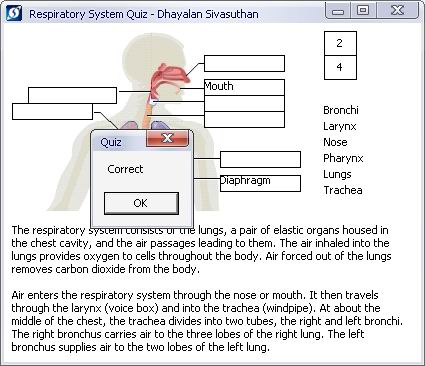 Respiratory System Quiz - Dhayalan Sivasuthan
2
4
Mouth
Bronchi
Larynx
Nose
Pharynx
Lungs
Trachea
Diaphragm
Quiz
Correct
OK
The respiratory system consists of the lungs, a pair of elastic organs housed in
the chest cavity, and the air passages leading to them. The air inhaled into the
lungs provides oxygen to cells throughout the body. Air forced out of the lungs
removes carbon dioxide from the body.
Air enters the respiratory system through the nose or mouth. It then travels
through the larynx (voice box) and into the trachea (windpipe). At about the
middle of the chest, the trachea divides into two tubes, the right and left bronchi.
The right bronchus carries air to the three lobes of the right lung. The left
bronchus supplies air to the two lobes of the left lung.